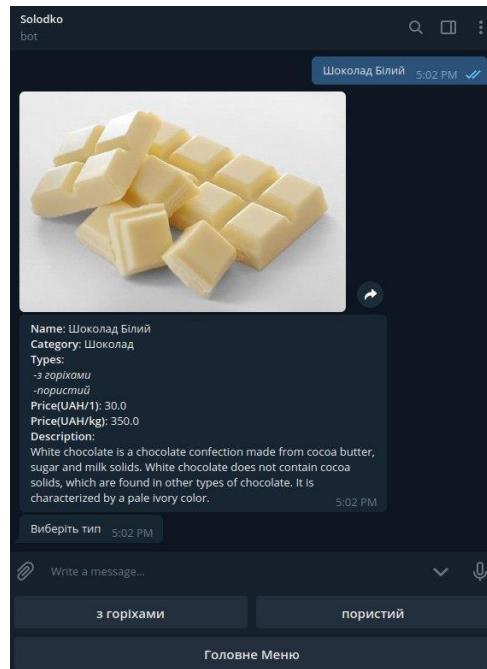 Solodko
bot
Шоколад Білий 5:02 PM
Name: Шоколад Білий
Category: Шоколад
Types:
-з горіхами
-пористий
Price(UAH/1): 30.0
Price(UAH/kg): 350.0
Description:
White chocolate is a chocolate confection made from cocoa butter,
sugar and milk solids. White chocolate does not contain cocoa
solids, which are found in other types of chocolate. It is
characterized by a pale ivory color. 5:02 PM
Виберіть тип 5:02 PM
Write a message...
з горіхами
пористий
Головне Меню